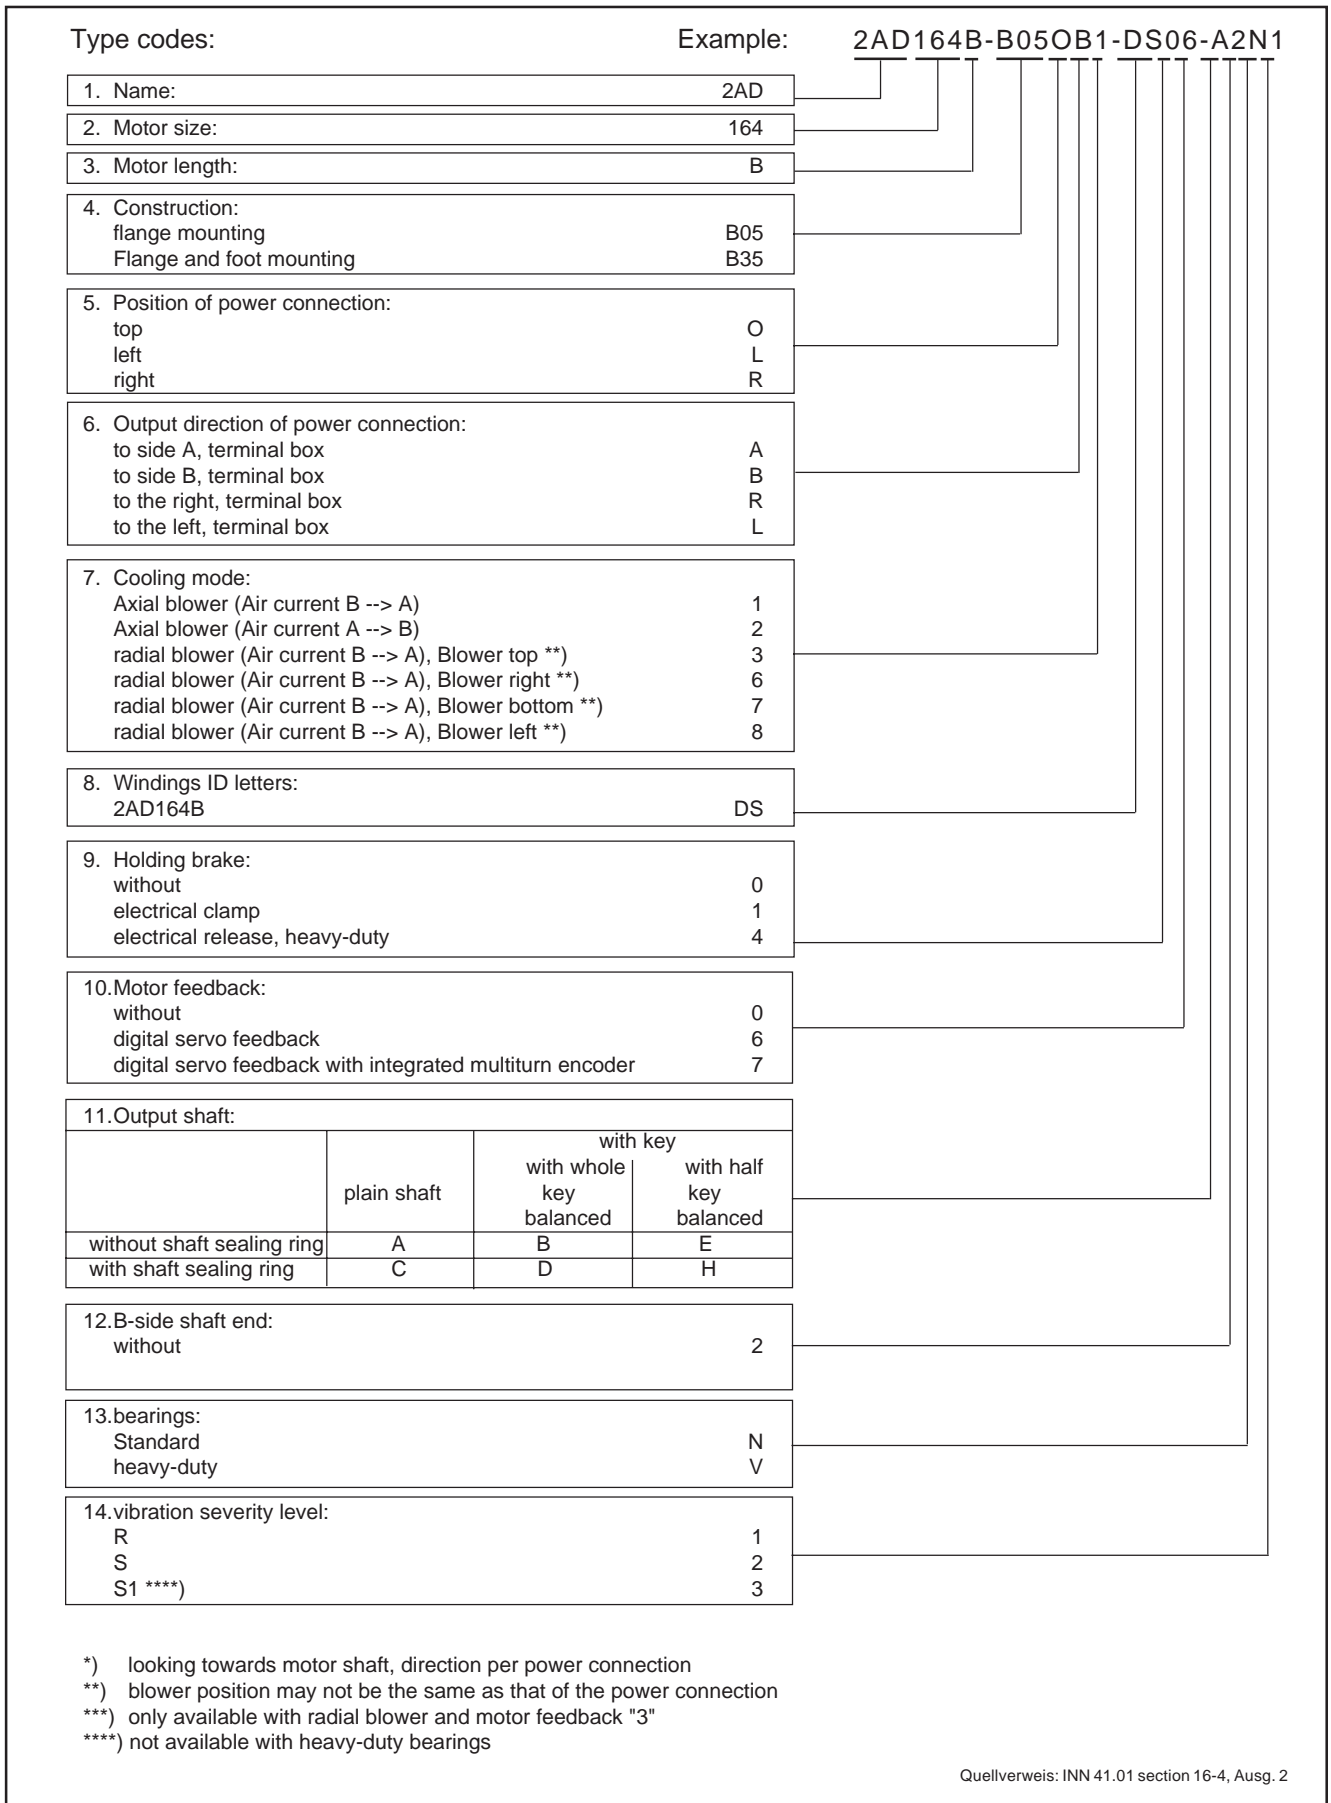 Type codes: Example: 2AD164B-B05OB1-DS06-A2N1
1. Name: 2AD
2. Motor size: 164
3. Motor length: B
4. Construction:
flange mounting B05
Flange and foot mounting B35
5. Position of power connection:
top O
left L
right R
6. Output direction of power connection:
to side A, terminal box A
to side B, terminal box B
to the right, terminal box R
to the left, terminal box L
7. Cooling mode:
Axial blower (Air current B --> A) 1
Axial blower (Air current A --> B) 2
radial blower (Air current B --> A), Blower top **) 3
radial blower (Air current B --> A), Blower right **) 6
radial blower (Air current B --> A), Blower bottom **) 7
radial blower (Air current B --> A), Blower left **) 8
8. Windings ID letters:
2AD164B DS
9. Holding brake:
without 0
electrical clamp 1
electrical release, heavy-duty 4
10.Motor feedback:
without 0
digital servo feedback 6
digital servo feedback with integrated multiturn encoder 7
11.Output shaft:
with key
with whole with half
plain shaft key key
balanced balanced
without shaft sealing ring A B E
with shaft sealing ring C D H
12.B-side shaft end:
without 2
13.bearings:
Standard N
heavy-duty V
14.vibration severity level:
R 1
S 2
S1 ****) 3
*) looking towards motor shaft, direction per power connection
**) blower position may not be the same as that of the power connection
***) only available with radial blower and motor feedback "3"
****) not available with heavy-duty bearings
Quellverweis: INN 41.01 section 16-4, Ausg. 2